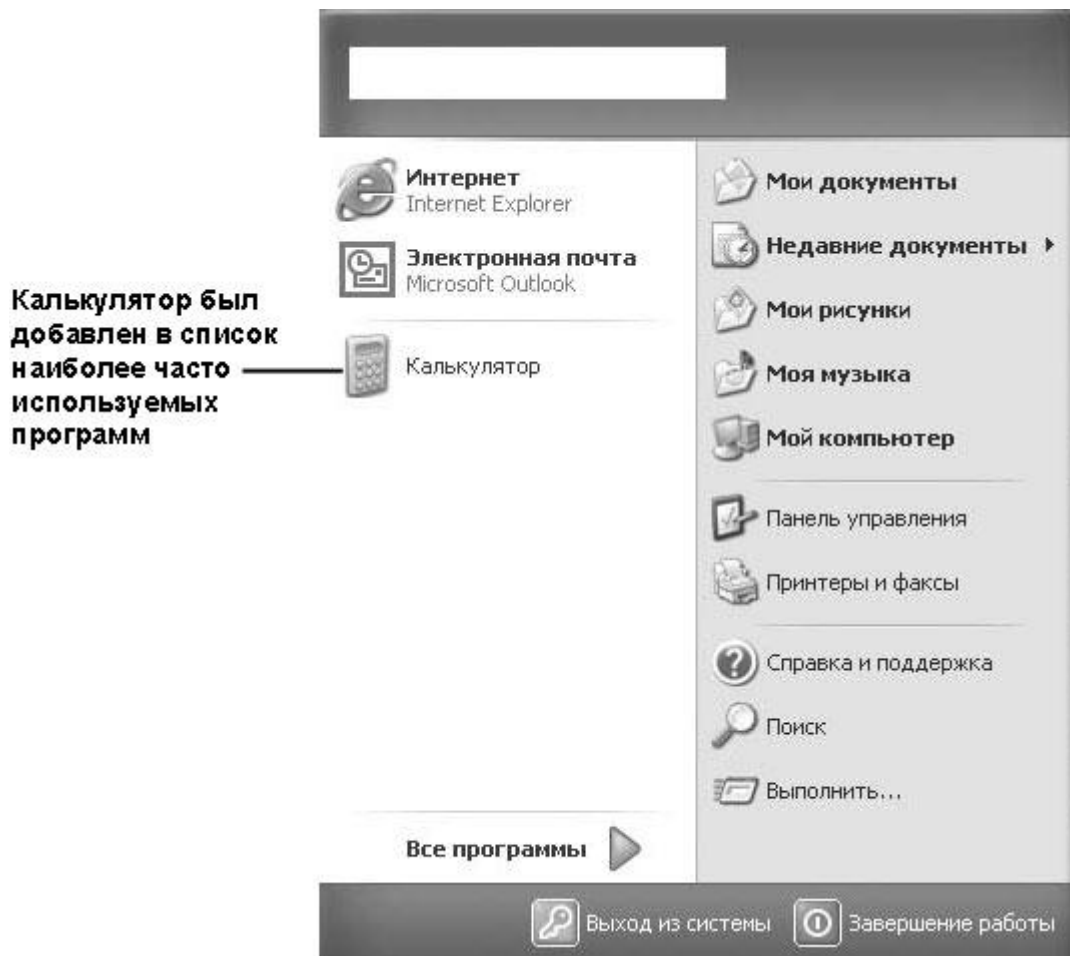 Калькулятор был
добавлен в список
наиболее часто
используемых
программ
Интернет
Internet Explorer
Электронная почта
Microsoft Outlook
Калькулятор
Все программы
Мои документы
Недавние документы
Мои рисунки
Моя музыка
Мой компьютер
Панель управления
Принтеры и факсы
Справка и поддержка
Поиск
Выполнить...
Выход из системы
Завершение работы